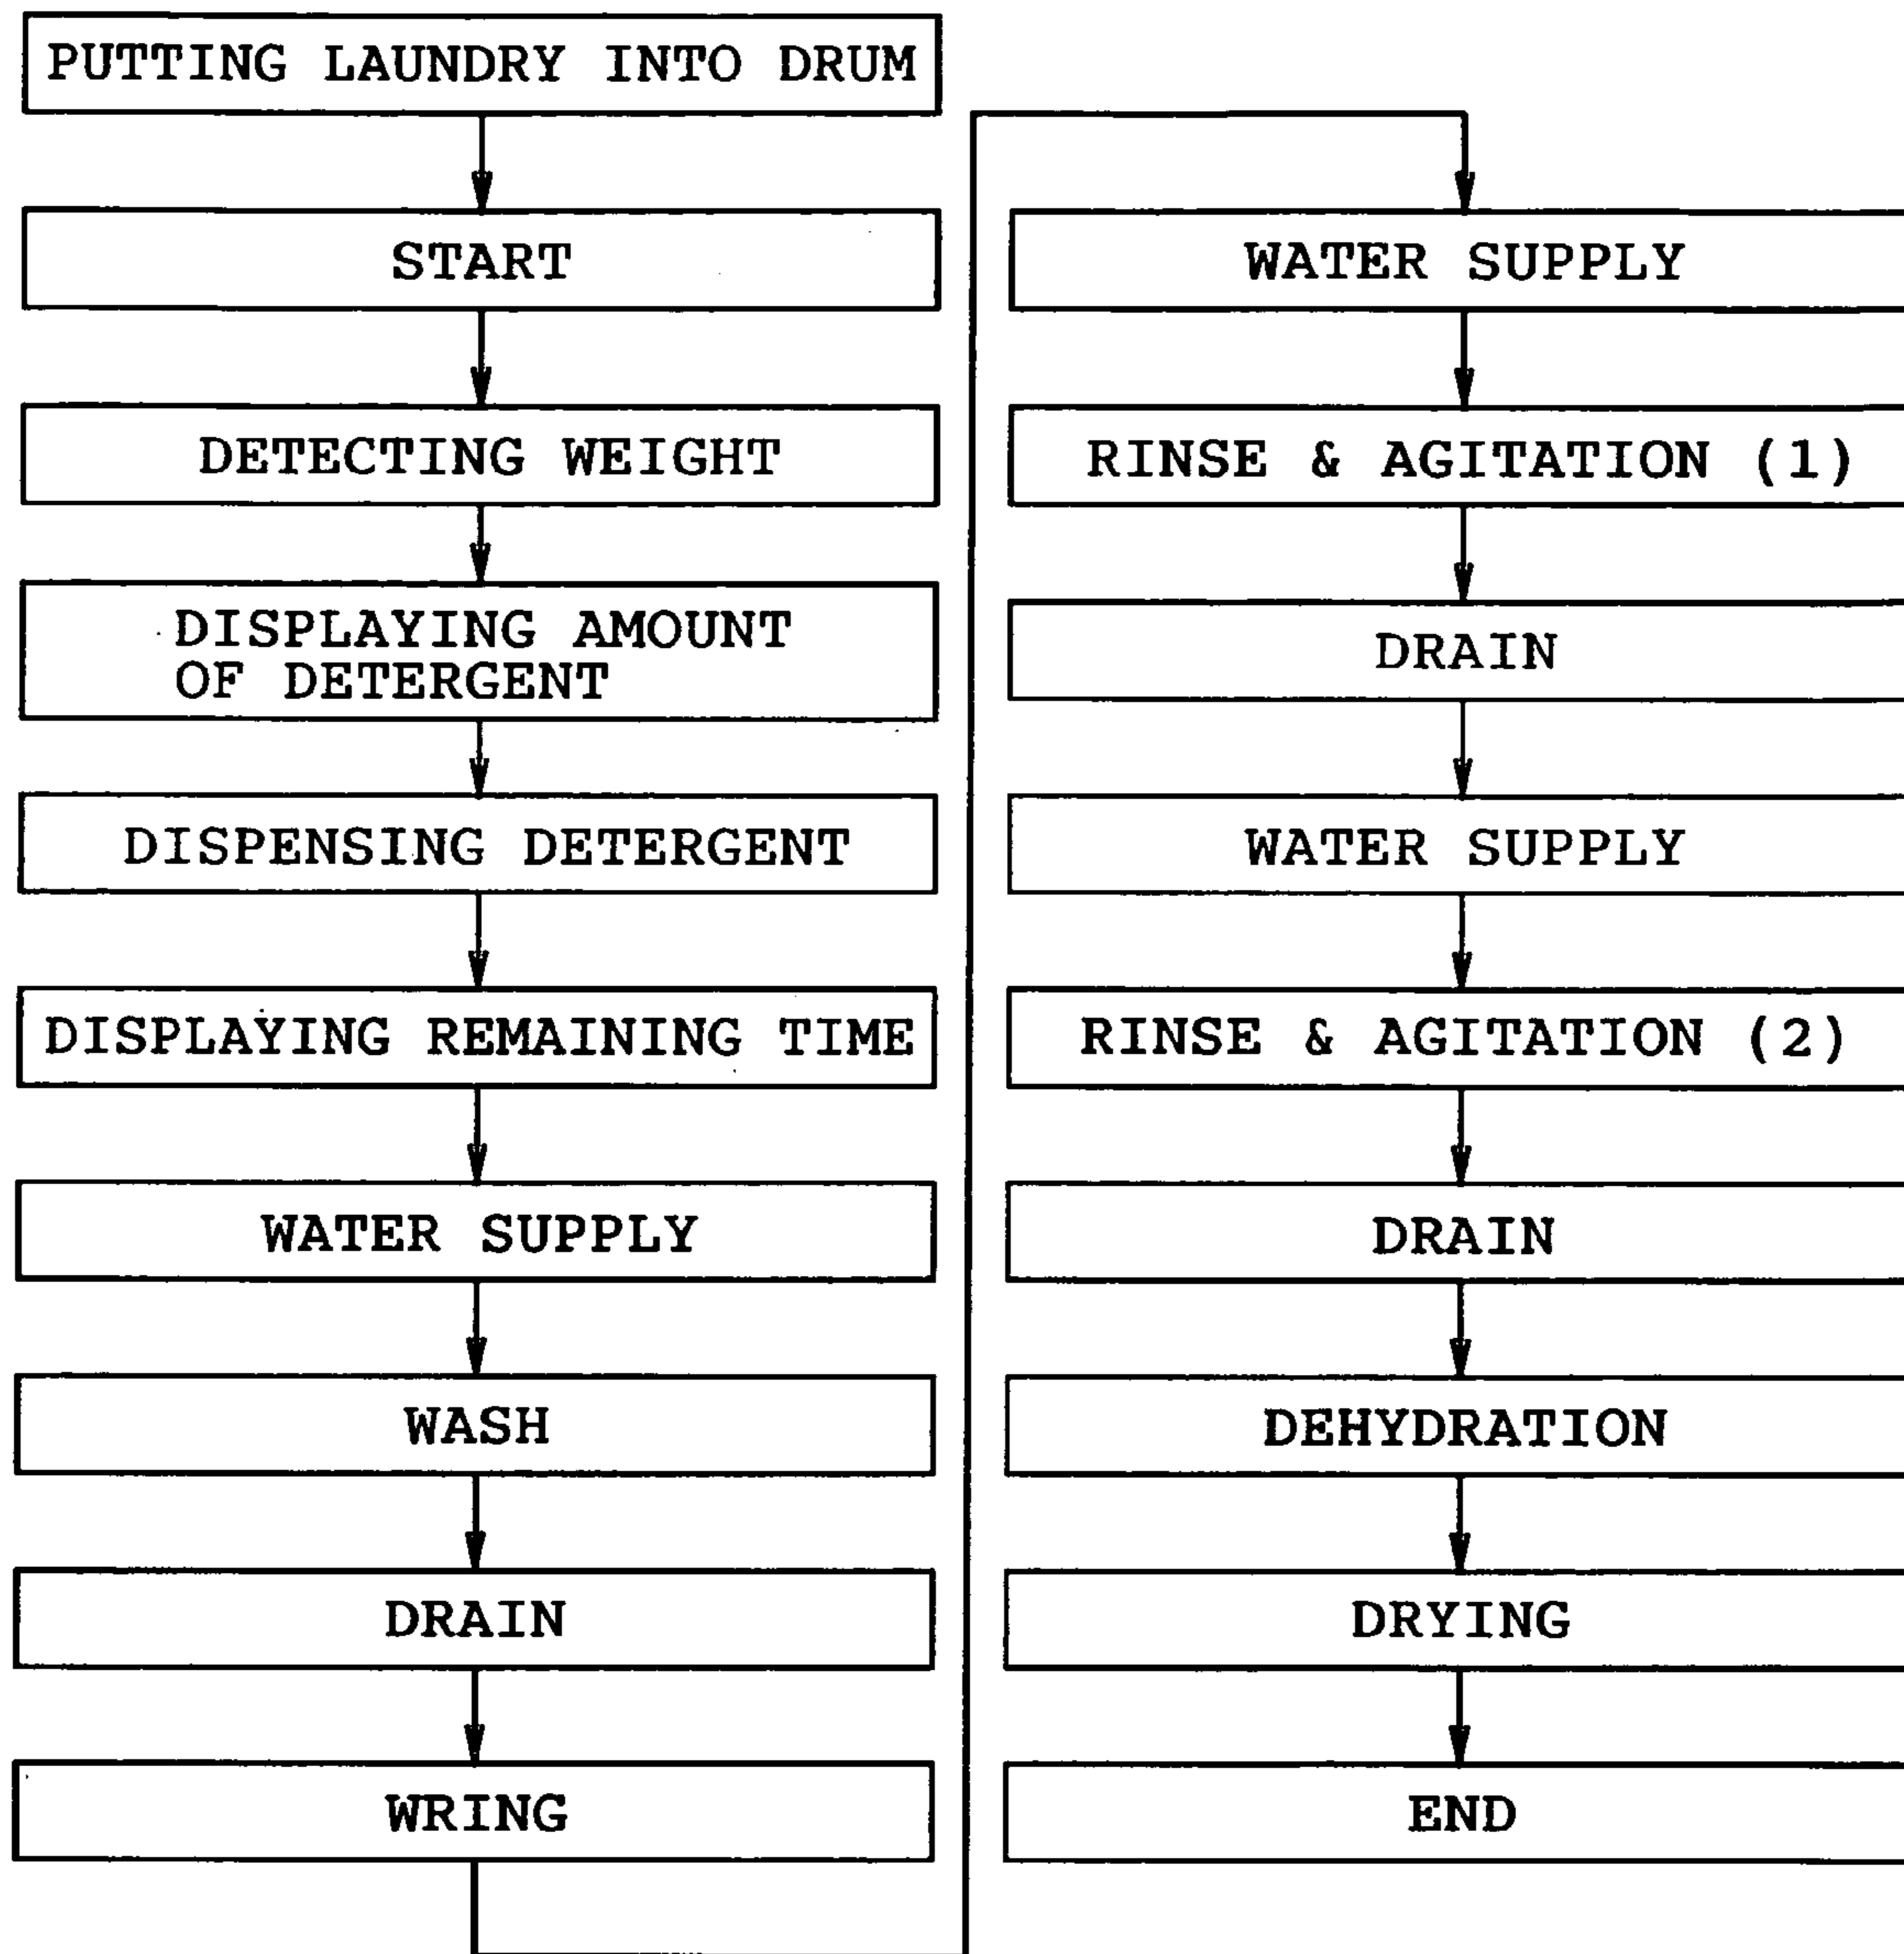 PUTTING LAUNDRY INTO DRUM
START
DETECTING WEIGHT
DISPLAYING AMOUNT
OF DETERGENT
DISPENSING DETERGENT
DISPLAYING REMAINING TIME
WATER SUPPLY
WASH
DRAIN
WRING
WATER SUPPLY
RINSE & AGITATION (1)
DRAIN
WATER SUPPLY
RINSE & AGITATION (2)
DRAIN
DEHYDRATION
DRYING
END